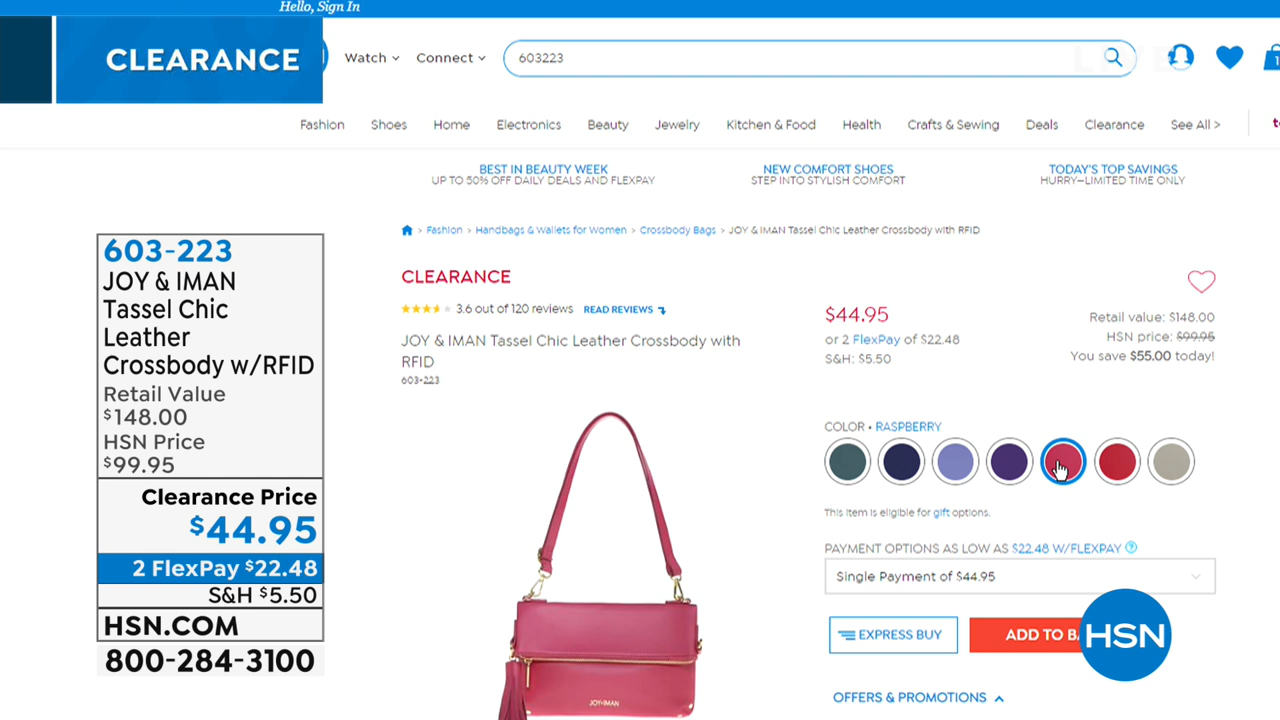 Hello, Sign In
CLEARANCE
Watch
Connect
603223
1
Fashion
Shoes
Home
Electronics
Beauty
Jewelry
Kitchen & Food
Health
Crafts & Sewing
Deals
Clearance
See All >
BEST IN BEAUTY WEEK
UP TO 50% OFF DAILY DEALS AND FLEXPAY
NEW COMFORT SHOES
STEP INTO STYLISH COMFORT
TODAY'S TOP SAVINGS
HURRY—LIMITED TIME ONLY
> Fashion > Handbags & Wallets for Women > Crossbody Bags > JOY & IMAN Tassel Chic Leather Crossbody with RFID
603-223
JOY & IMAN
Tassel Chic
Leather
Crossbody w/RFID
Retail Value
$148.00
HSN Price
$99.95
Clearance Price
$44.95
2 FlexPay $22.48
S&H $5.50
HSN.COM
800-284-3100
CLEARANCE
3.6 out of 120 reviews READ REVIEWS
JOY & IMAN Tassel Chic Leather Crossbody with
RFID
603-223
JOY&IMAN
$44.95
or 2 FlexPay of $22.48
S&H: $5.50
Retail value: $148.00
HSN price: $99.95
You save $55.00 today!
COLOR • RASPBERRY
This item is eligible for gift options.
PAYMENT OPTIONS AS LOW AS $22.48 W/FLEXPAY ?
Single Payment of $44.95
EXPRESS BUY
ADD TO BA
HSN
OFFERS & PROMOTIONS